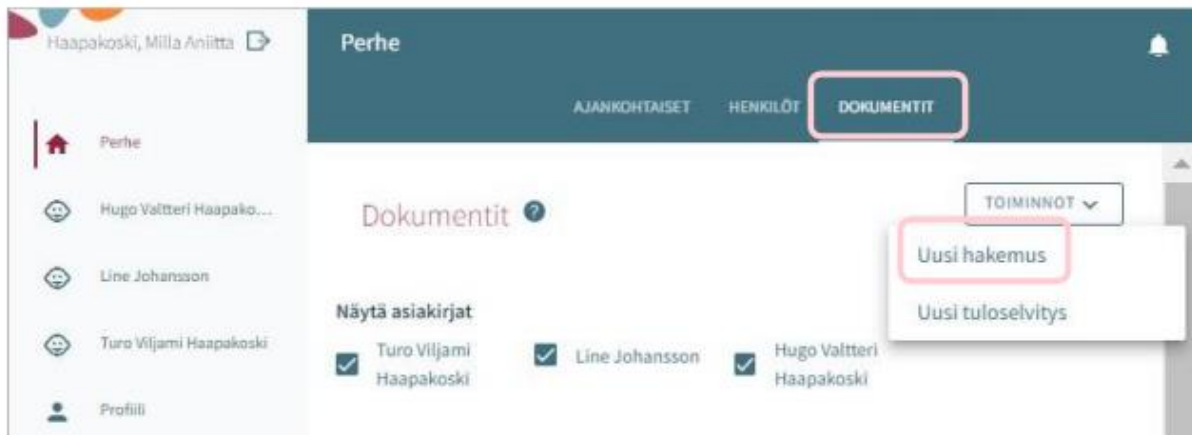 Haapakoski, Milla Aniitta
Perhe
Hugo Valtteri Haapako...
Line Johansson
Turo Viljami Haapakoski
Profiili
Perhe
AJANKOHTAISET HENKILÖT DOKUMENTIT
Dokumentit ?
TOIMINNOT
Uusi hakemus
Uusi tuloselvitys
Näytä asiakirjat
Turo Viljami
Haapakoski
Line Johansson
Hugo Valtteri
Haapakoski